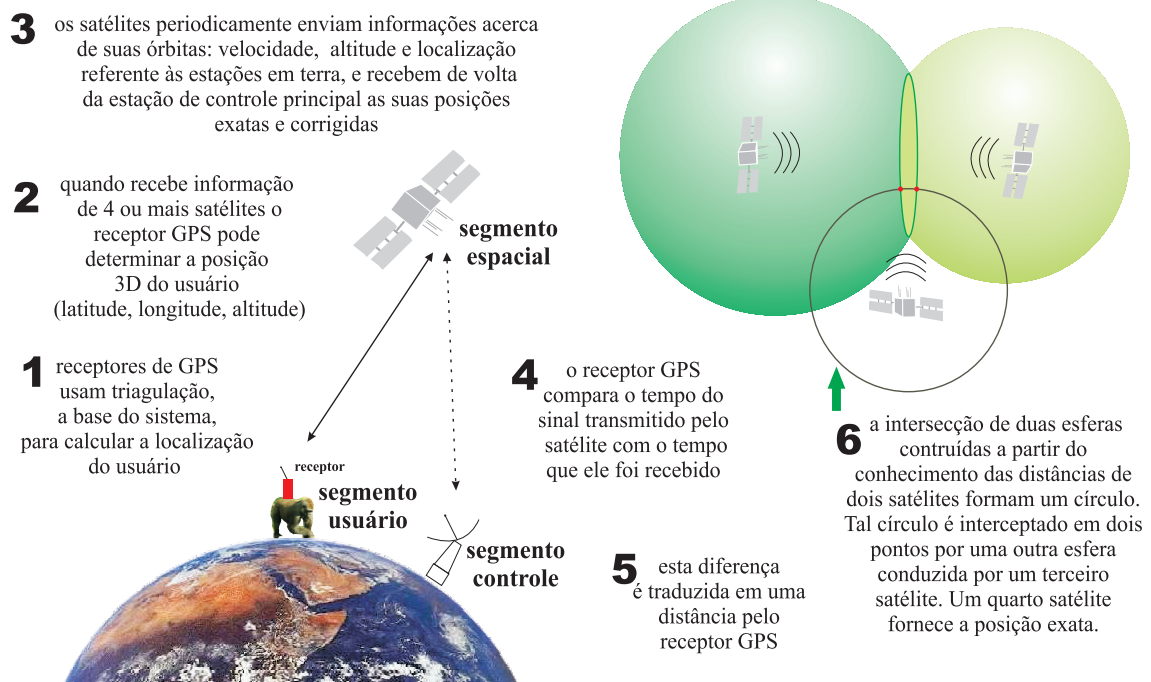 3 os satélites periodicamente enviam informações acerca
de suas órbitas: velocidade, altitude e localização
referente às estações em terra, e recebem de volta
da estação de controle principal as suas posições
exatas e corrigidas
2 quando recebe informação
de 4 ou mais satélites o
receptor GPS pode
determinar a posição
3D do usuário
(latitude, longitude, altitude)
segmento
espacial
1 receptores de GPS
usam triagulação,
a base do sistema,
para calcular a localização
do usuário
receptor
segmento
usuário
segmento
controle
4 o receptor GPS
compara o tempo do
sinal transmitido pelo
satélite com o tempo
que ele foi recebido
5 esta diferença
é traduzida em uma
distância pelo
receptor GPS
6 a intersecção de duas esferas
contruídas a partir do
conhecimento das distâncias de
dois satélites formam um círculo.
Tal círculo é interceptado em dois
pontos por uma outra esfera
conduzida por um terceiro
satélite. Um quarto satélite
fornece a posição exata.